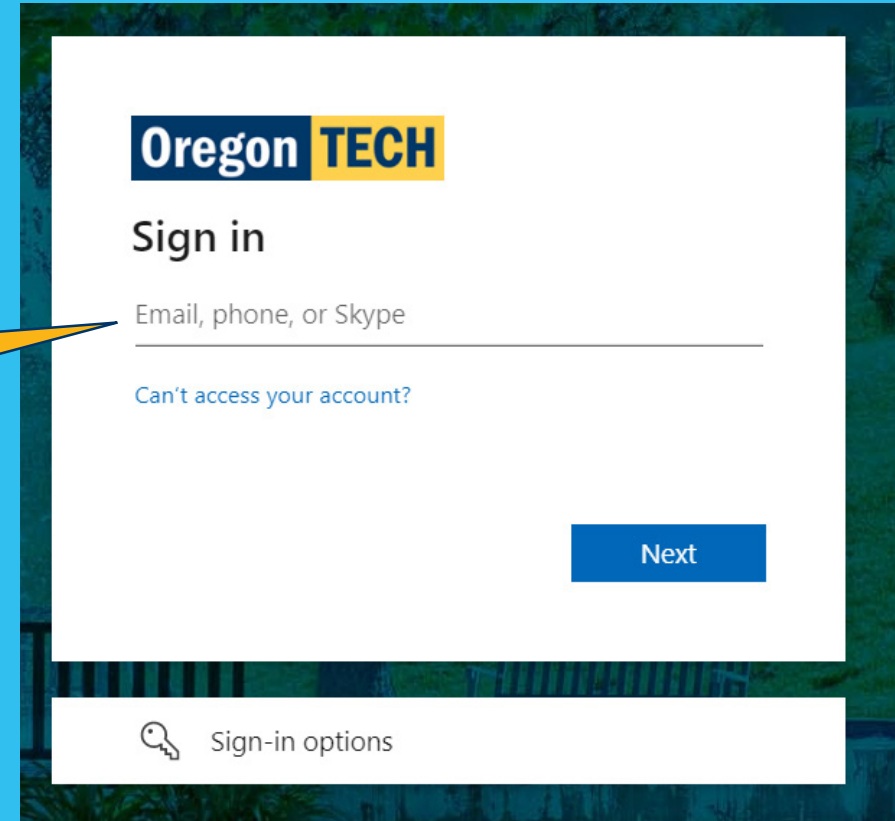 Oregon TECH
Sign in
Email, phone, or Skype
Can't access your account?
Next
Sign-in options